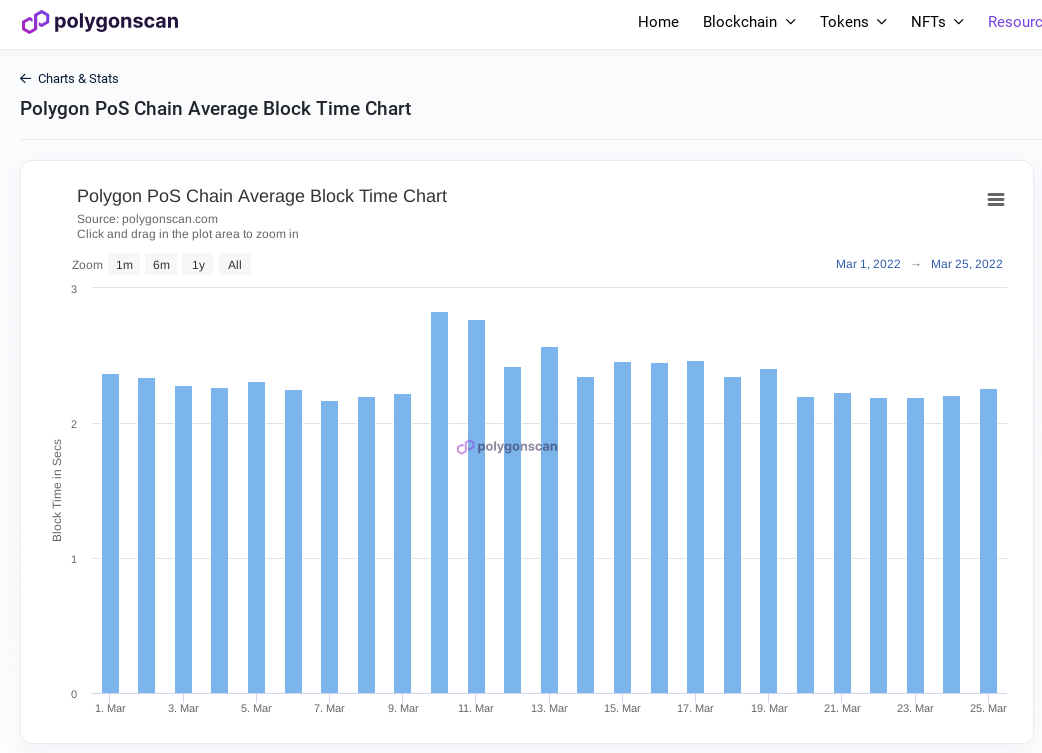 polygonscan
Home Blockchain Tokens NFTs Resourc
← Charts & Stats
Polygon PoS Chain Average Block Time Chart
Polygon PoS Chain Average Block Time Chart
Source: polygonscan.com
Click and drag in the plot area to zoom in
Zoom 1m 6m 1y All
Mar 1, 2022 → Mar 25, 2022
3
2
1
0
Block Time in Secs
polygonscan
1. Mar 3. Mar 5. Mar 7. Mar 9. Mar 11. Mar 13. Mar 15. Mar 17. Mar 19. Mar 21. Mar 23. Mar 25. Mar